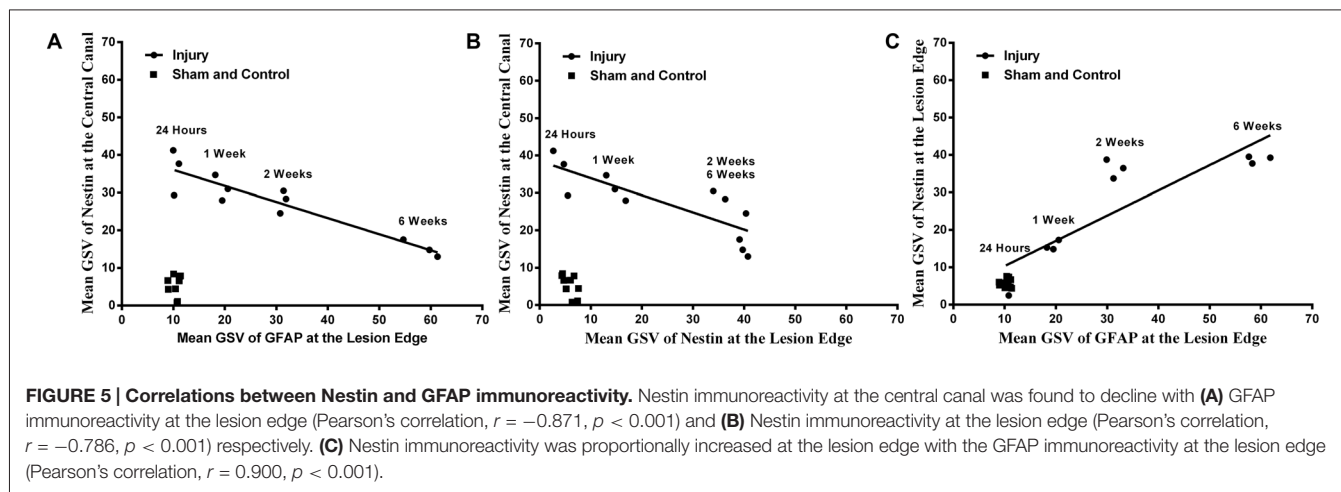 A
Injury
Sham and Control
70
60
50
40
30
20
10
0
Mean GSV of Nestin at the Central Canal
24 Hours
1 Week
2 Weeks
6 Weeks
0 10 20 30 40 50 60 70
Mean GSV of GFAP at the Lesion Edge
B
Injury
Sham and Control
70
60
50
40
30
20
10
0
Mean GSV of Nestin at the Central Canal
24 Hours
1 Week
2 Weeks
6 Weeks
0 10 20 30 40 50 60 70
Mean GSV of Nestin at the Lesion Edge
C
Injury
Sham and Control
70
60
50
40
30
20
10
0
Mean GSV of Nestin at the Lesion Edge
24 Hours
1 Week
2 Weeks
6 Weeks
0 10 20 30 40 50 60 70
Mean GSV of GFAP at the Lesion Edge
FIGURE 5 | Correlations between Nestin and GFAP immunoreactivity. Nestin immunoreactivity at the central canal was found to decline with (A) GFAP
immunoreactivity at the lesion edge (Pearson's correlation, r = −0.871, p < 0.001) and (B) Nestin immunoreactivity at the lesion edge (Pearson's correlation,
r = −0.786, p < 0.001) respectively. (C) Nestin immunoreactivity was proportionally increased at the lesion edge with the GFAP immunoreactivity at the lesion edge
(Pearson's correlation, r = 0.900, p < 0.001).